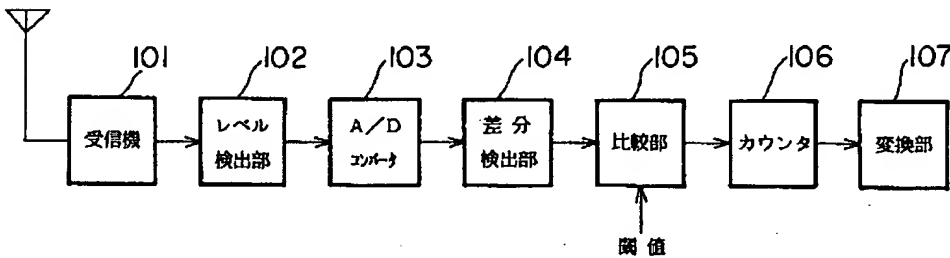 101
102
103
104
105
106
107
受信機
レベル
検出部
A/D
コンバータ
差分
検出部
比較部
カウンタ
変換部
閾値